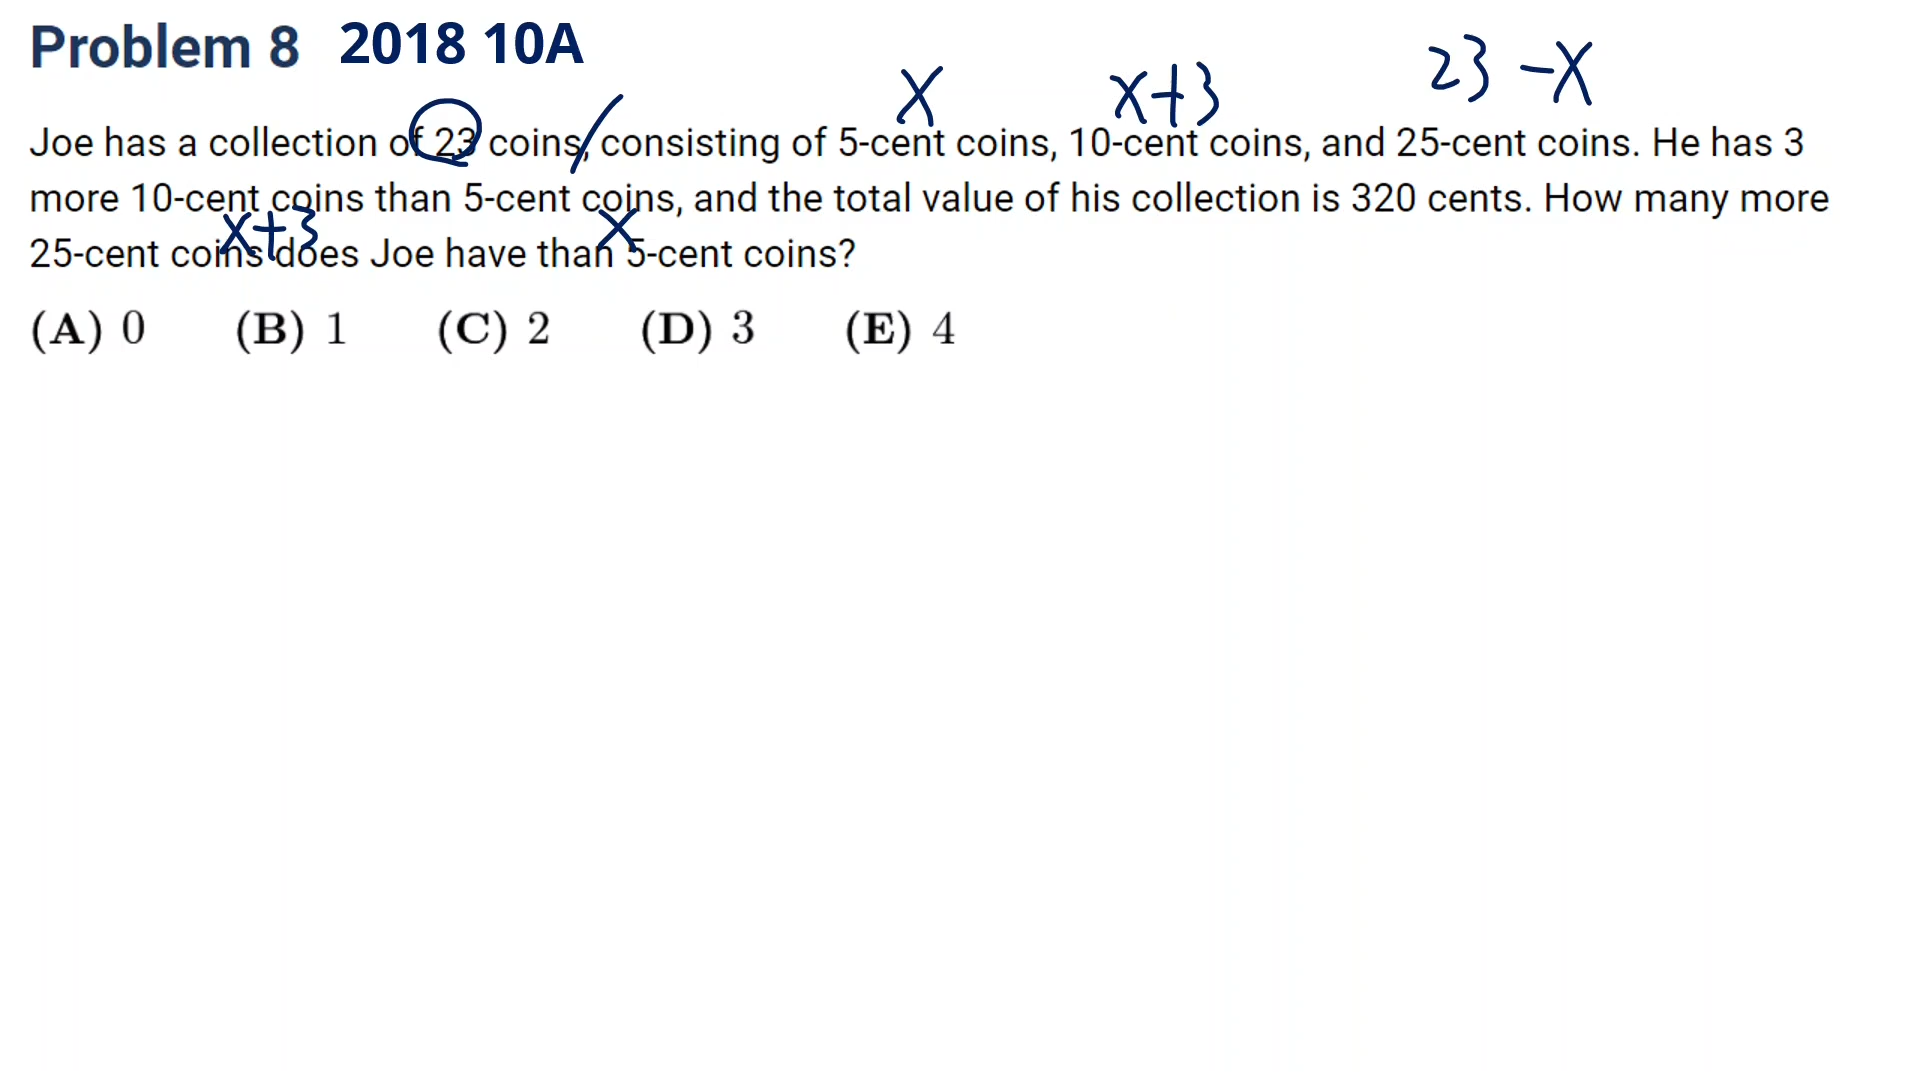 Problem 8 2018 10A
x x+3 23-x
Joe has a collection of 23 coins, consisting of 5-cent coins, 10-cent coins, and 25-cent coins. He has 3
more 10-cent coins than 5-cent coins, and the total value of his collection is 320 cents. How many more
x+3 x
25-cent coins does Joe have than 5-cent coins?
(A) 0 (B) 1 (C) 2 (D) 3 (E) 4